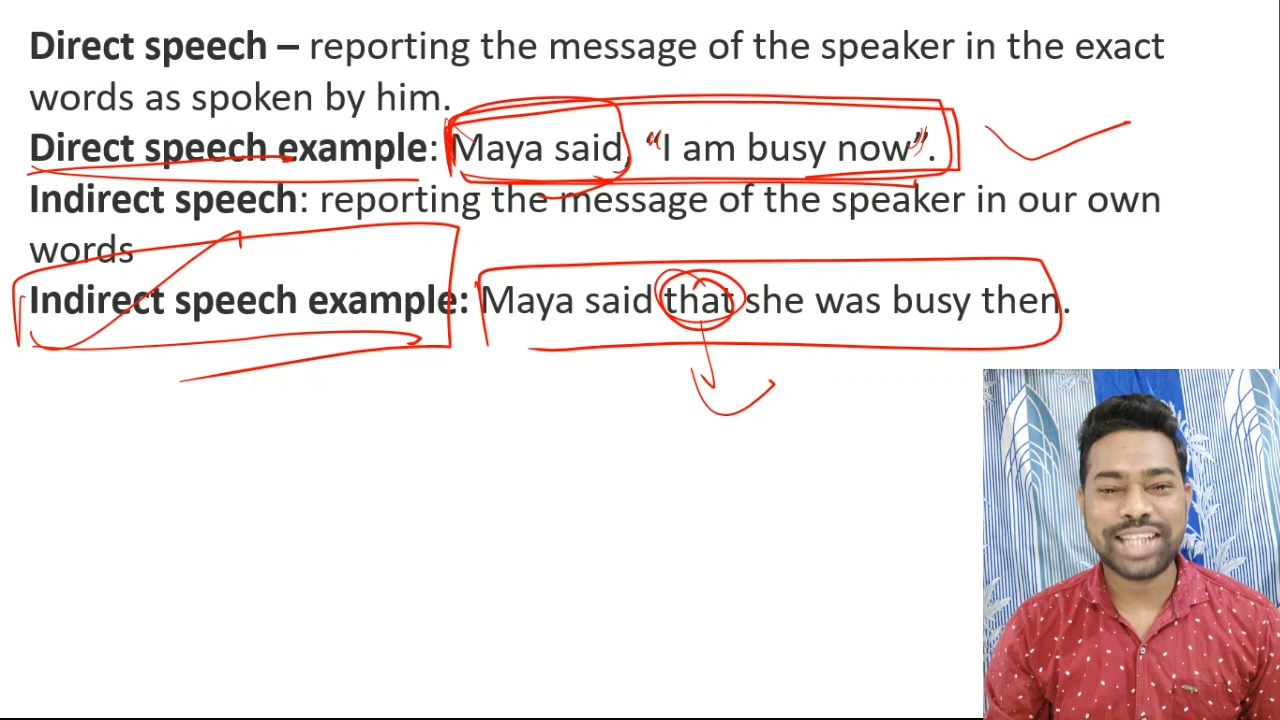 Direct speech – reporting the message of the speaker in the exact
words as spoken by him.
Direct speech example: Maya said, “I am busy now”.
Indirect speech: reporting the message of the speaker in our own
words
Indirect speech example: Maya said that she was busy then.